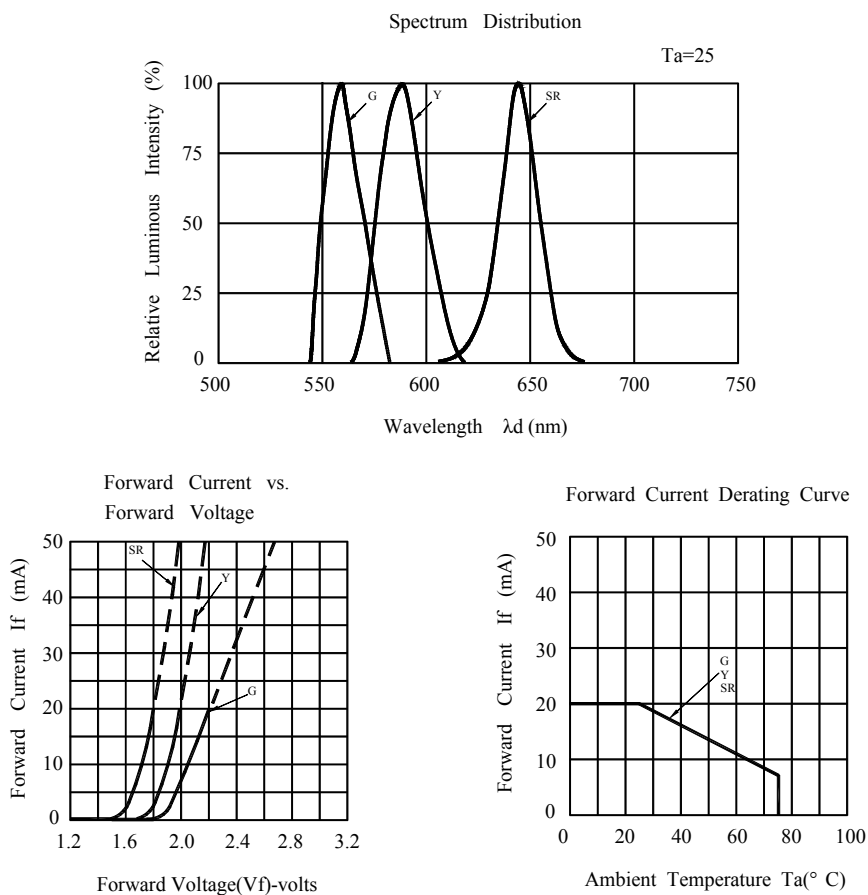 Spectrum Distribution
Ta=25
Relative Luminous Intensity (%)
100
75
50
25
0
G
Y
SR
500 550 600 650 700 750
Wavelength λd (nm)
Forward Current vs.
Forward Voltage
Forward Current If (mA)
50
40
30
20
10
0
SR
Y
G
1.2 1.6 2.0 2.4 2.8 3.2
Forward Voltage(Vf)-volts
Forward Current Derating Curve
Forward Current If (mA)
50
40
30
20
10
0
G
Y
SR
0 20 40 60 80 100
Ambient Temperature Ta(° C)